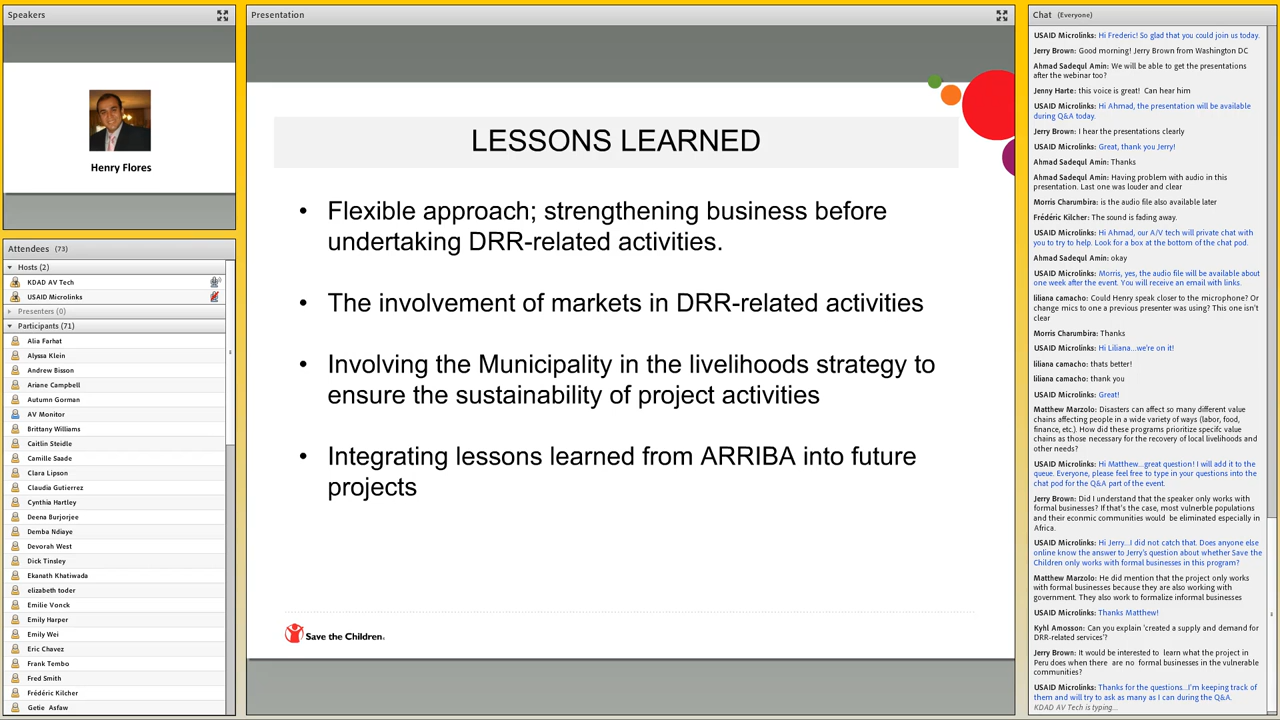 Speakers
Henry Flores
Attendees (73)
Hosts (2)
KDAD AV Tech
USAID Microlinks
Presenters (0)
Participants (71)
Alia Farhat
Alyssa Klein
Andrew Bisson
Ariane Campbell
Autumn Gorman
AV Monitor
Brittany Williams
Caitlin Steidle
Camille Saade
Clara Lipson
Claudia Gutierrez
Cynthia Hartley
Deena Burjorjee
Demba Ndiaye
Devorah West
Dick Tinsley
Ekanath Khatiwada
elizabeth toder
Emilie Vonck
Emily Harper
Emily Wei
Eric Chavez
Frank Tembo
Fred Smith
Frédéric Kilcher
Getie Asfaw
Presentation
LESSONS LEARNED
• Flexible approach; strengthening business before
undertaking DRR-related activities.
• The involvement of markets in DRR-related activities
• Involving the Municipality in the livelihoods strategy to
ensure the sustainability of project activities
• Integrating lessons learned from ARRIBA into future
projects
Save the Children.
Chat (Everyone)
USAID Microlinks: Hi Frederic! So glad that you could join us today.
Jerry Brown: Good morning! Jerry Brown from Washington DC
Ahmad Sadequl Amin: We will be able to get the presentations
after the webinar too?
Jenny Harte: this voice is great! Can hear him
USAID Microlinks: Hi Ahmad, the presentation will be available
during Q&A today.
Jerry Brown: I hear the presentations clearly
USAID Microlinks: Great, thank you Jerry!
Ahmad Sadequl Amin: Thanks
Ahmad Sadequl Amin: Having problem with audio in this
presentation. Last one was louder and clear
Morris Charumbira: is the audio file also available later
Frédéric Kilcher: The sound is fading away.
USAID Microlinks: Hi Ahmad, our A/V tech will private chat with
you to try to help. Look for a box at the bottom of the chat pod.
Ahmad Sadequl Amin: okay
USAID Microlinks: Morris, yes, the audio file will be available about
one week after the event. You will receive an email with links.
liliana camacho: Could Henry speak closer to the microphone? Or
change mics to one a previous presenter was using? This one isn't
clear
Morris Charumbira: Thanks
USAID Microlinks: Hi Liliana...we're on it!
liliana camacho: thats better!
liliana camacho: thank you
USAID Microlinks: Great!
Matthew Marzolo: Disasters can affect so many different value
chains affecting people in a wide variety of ways (labor, food,
finance, etc.). How did these programs prioritize specifc value
chains as those necessary for the recovery of local livelihoods and
other needs?
USAID Microlinks: Hi Matthew...great question! I will add it to the
queue. Everyone, please feel free to type in your questions into the
chat pod for the Q&A part of the event.
Jerry Brown: Did I understand that the speaker only works with
formal businesses? If that's the case, most vulnerble populations
and their econmic communities would be eliminated especially in
Africa.
USAID Microlinks: Hi Jerry...I did not catch that. Does anyone else
online know the answer to Jerry's question about whether Save the
Children only works with formal businesses in this program?
Matthew Marzolo: He did mention that the project only works
with formal businesses because they are also working with
government. They also work to formalize informal businesses
USAID Microlinks: Thanks Matthew!
Kyhl Amosson: Can you explain 'created a supply and demand for
DRR-related services'?
Jerry Brown: It would be interested to learn what the project in
Peru does when there are no formal businesses in the vulnerable
communities?
USAID Microlinks: Thanks for the questions...I'm keeping track of
them and will try to ask as many as I can during the Q&A.
KDAD AV Tech is typing...